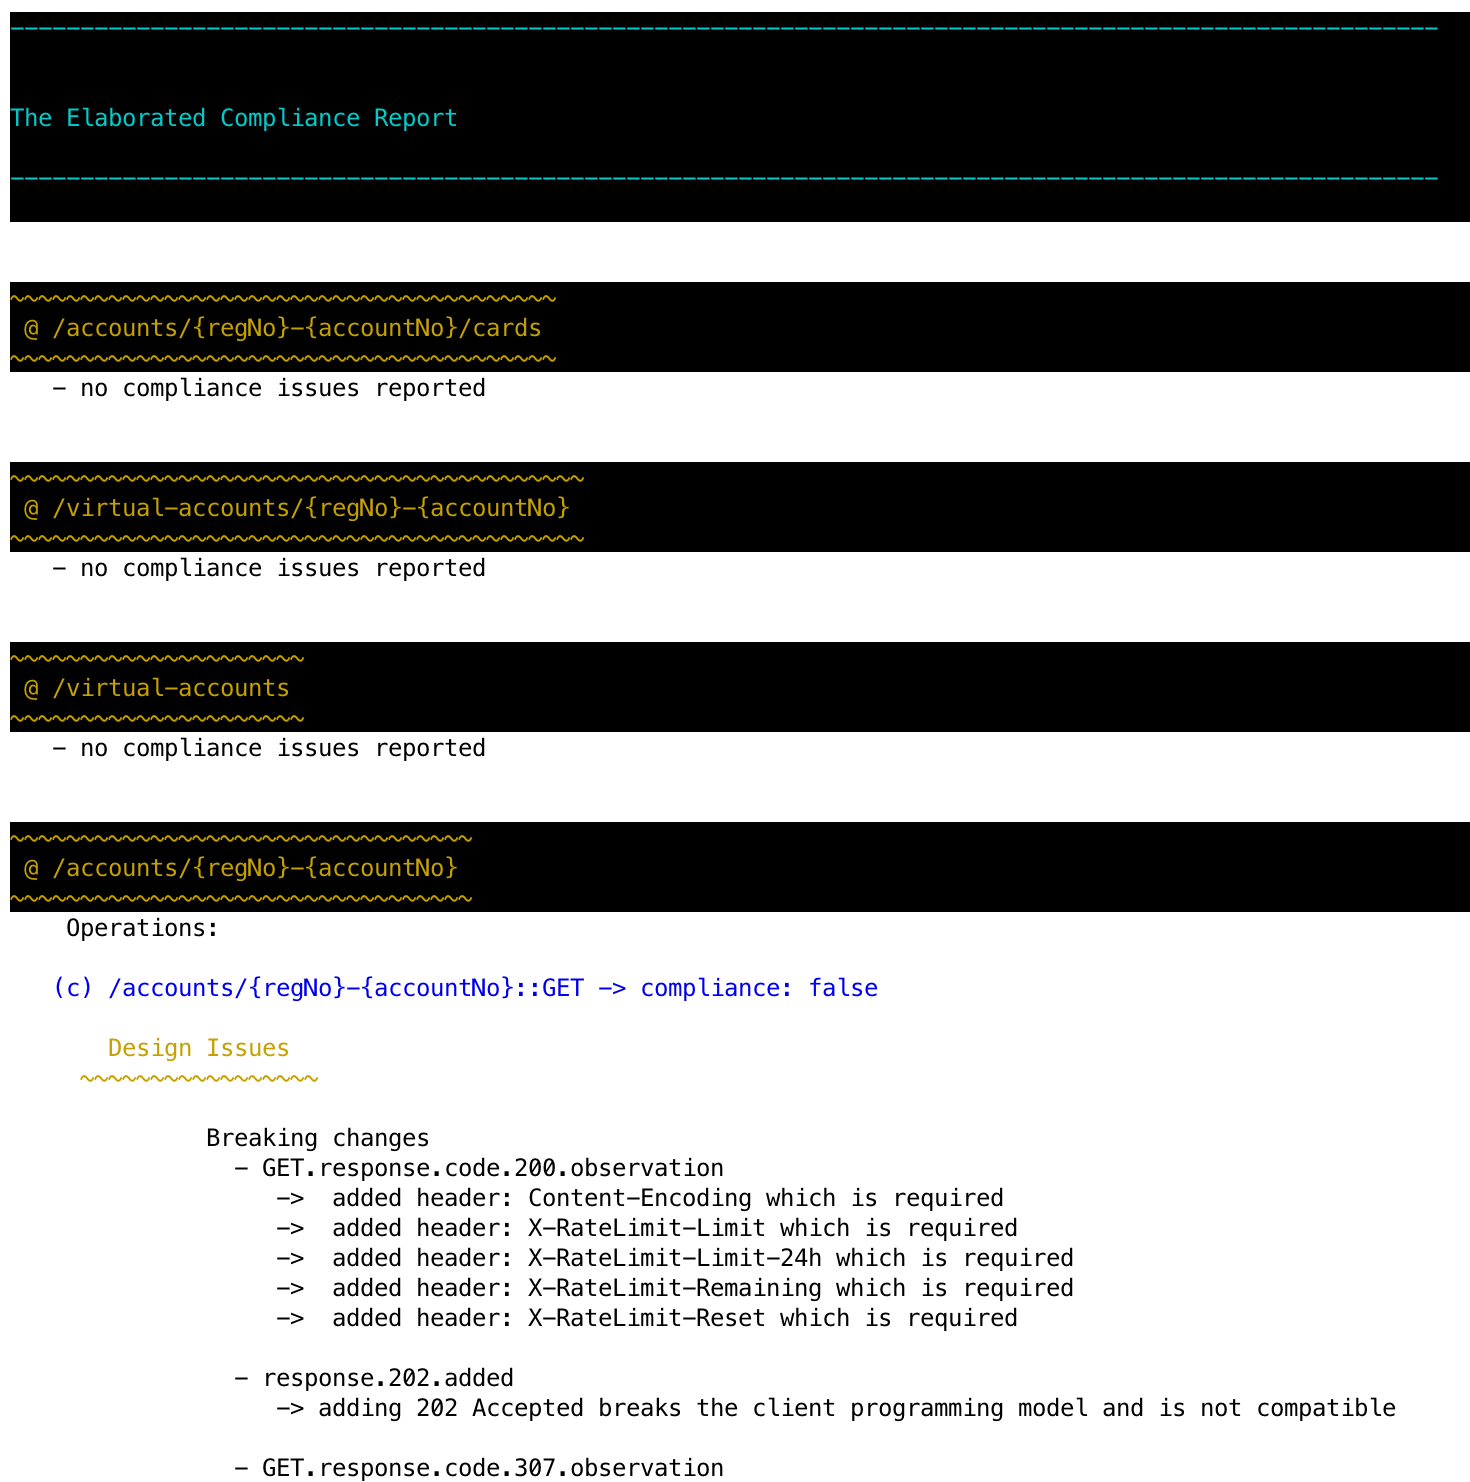 ------------------------------------------------------------------------------------------------------
The Elaborated Compliance Report
------------------------------------------------------------------------------------------------------
~~~~~~~~~~~~~~~~~~~~~~~~~~~~~~~~~~~~~~~
@ /accounts/{regNo}-{accountNo}/cards
~~~~~~~~~~~~~~~~~~~~~~~~~~~~~~~~~~~~~~~
- no compliance issues reported
~~~~~~~~~~~~~~~~~~~~~~~~~~~~~~~~~~~~~~~~~
@ /virtual-accounts/{regNo}-{accountNo}
~~~~~~~~~~~~~~~~~~~~~~~~~~~~~~~~~~~~~~~~~
- no compliance issues reported
~~~~~~~~~~~~~~~~~~~~~
@ /virtual-accounts
~~~~~~~~~~~~~~~~~~~~~
- no compliance issues reported
~~~~~~~~~~~~~~~~~~~~~~~~~~~~~~~~~
@ /accounts/{regNo}-{accountNo}
~~~~~~~~~~~~~~~~~~~~~~~~~~~~~~~~~
Operations:
(c) /accounts/{regNo}-{accountNo}::GET -> compliance: false
Design Issues
~~~~~~~~~~~~~~~~~
Breaking changes
- GET.response.code.200.observation
-> added header: Content-Encoding which is required
-> added header: X-RateLimit-Limit which is required
-> added header: X-RateLimit-Limit-24h which is required
-> added header: X-RateLimit-Remaining which is required
-> added header: X-RateLimit-Reset which is required
- response.202.added
-> adding 202 Accepted breaks the client programming model and is not compatible
- GET.response.code.307.observation